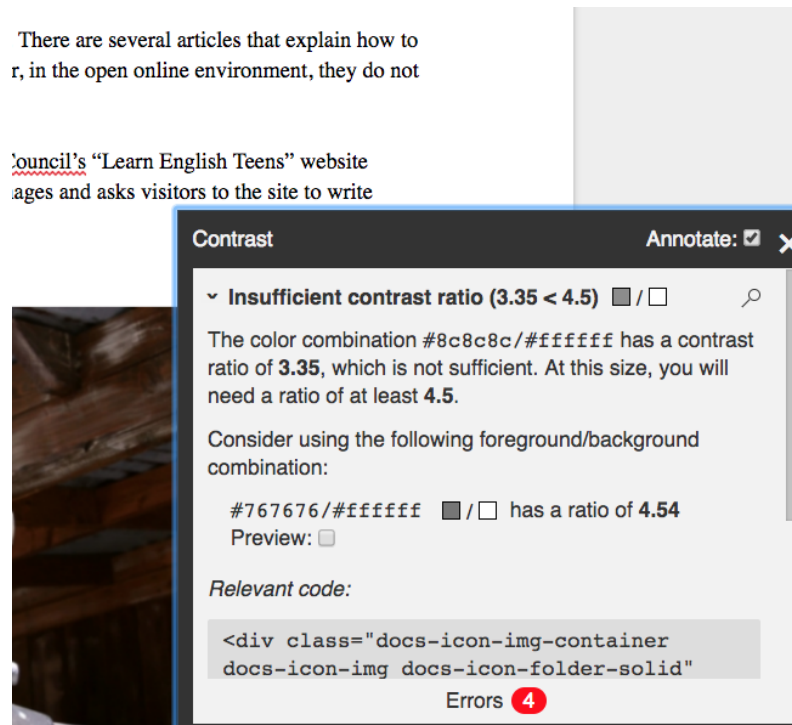 There are several articles that explain how to
r, in the open online environment, they do not
Council's “Learn English Teens” website
ages and asks visitors to the site to write
Contrast
Annotate:
Insufficient contrast ratio (3.35 < 4.5) /
The color combination #8c8c8c/#ffffff has a contrast
ratio of 3.35, which is not sufficient. At this size, you will
need a ratio of at least 4.5.
Consider using the following foreground/background
combination:
#767676/#ffffff / has a ratio of 4.54
Preview:
Relevant code:
<div class="docs-icon-img-container
docs-icon-img docs-icon-folder-solid"
Errors 4